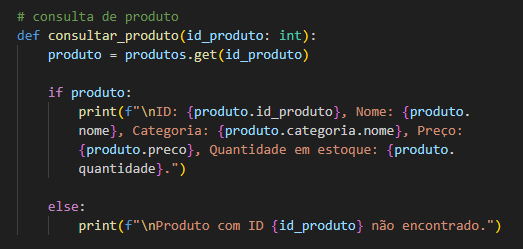 # consulta de produto
def consultar_produto(id_produto: int):
    produto = produtos.get(id_produto)

    if produto:
        print(f"\nID: {produto.id_produto}, Nome: {produto.
        nome}, Categoria: {produto.categoria.nome}, Preço:
        {produto.preco}, Quantidade em estoque: {produto.
        quantidade}.")

    else:
        print(f"\nProduto com ID {id_produto} não encontrado.")